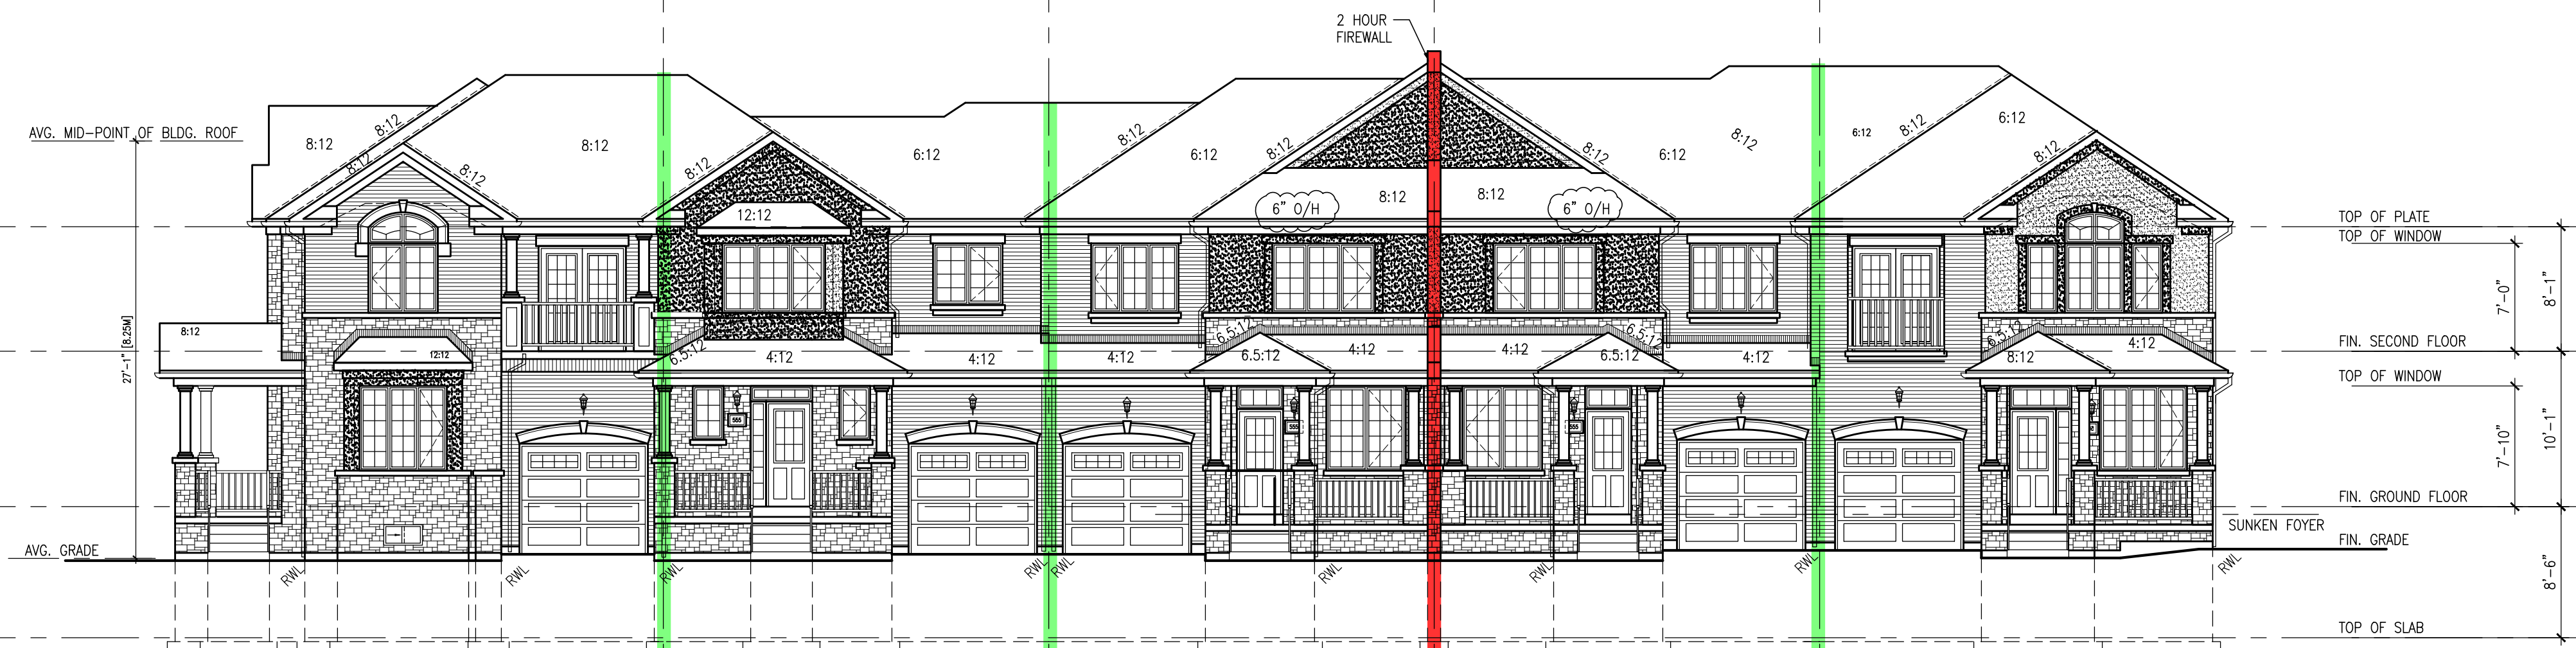 2 HOUR
FIREWALL
AVG. MID-POINT OF BLDG. ROOF
8:12
8:12
8:12
8:12
8:12
8:12
8:12
12:12
6:12
8:12
6:12
8:12
8:12
8:12
8:12
6:12
8:12
6:12
8:12
6:12
8:12
6" O/H
6" O/H
TOP OF PLATE
TOP OF WINDOW
7'-0"
8'-1"
27'-1" [8.25M]
8:12
12:12
6.5:12
4:12
4:12
4:12
6.5:12
6.5:12
4:12
4:12
6.5:12
6.5:12
4:12
6.5:12
8:12
4:12
FIN. SECOND FLOOR
TOP OF WINDOW
555
555
555
7'-10"
10'-1"
FIN. GROUND FLOOR
SUNKEN FOYER
FIN. GRADE
AVG. GRADE
RWL
RWL
RWL
RWL
RWL
RWL
RWL
RWL
RWL
8'-6"
TOP OF SLAB